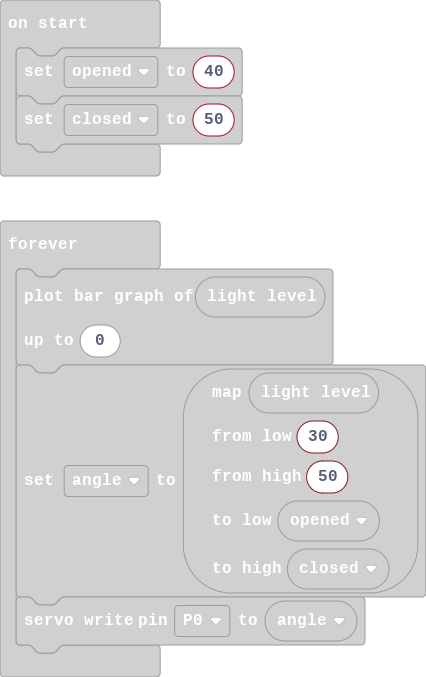 on start
set opened to 40
set closed to 50
forever
plot bar graph of light level
up to 0
map light level
from low 30
from high 50
set angle to
to low opened
to high closed
servo write pin P0 to angle